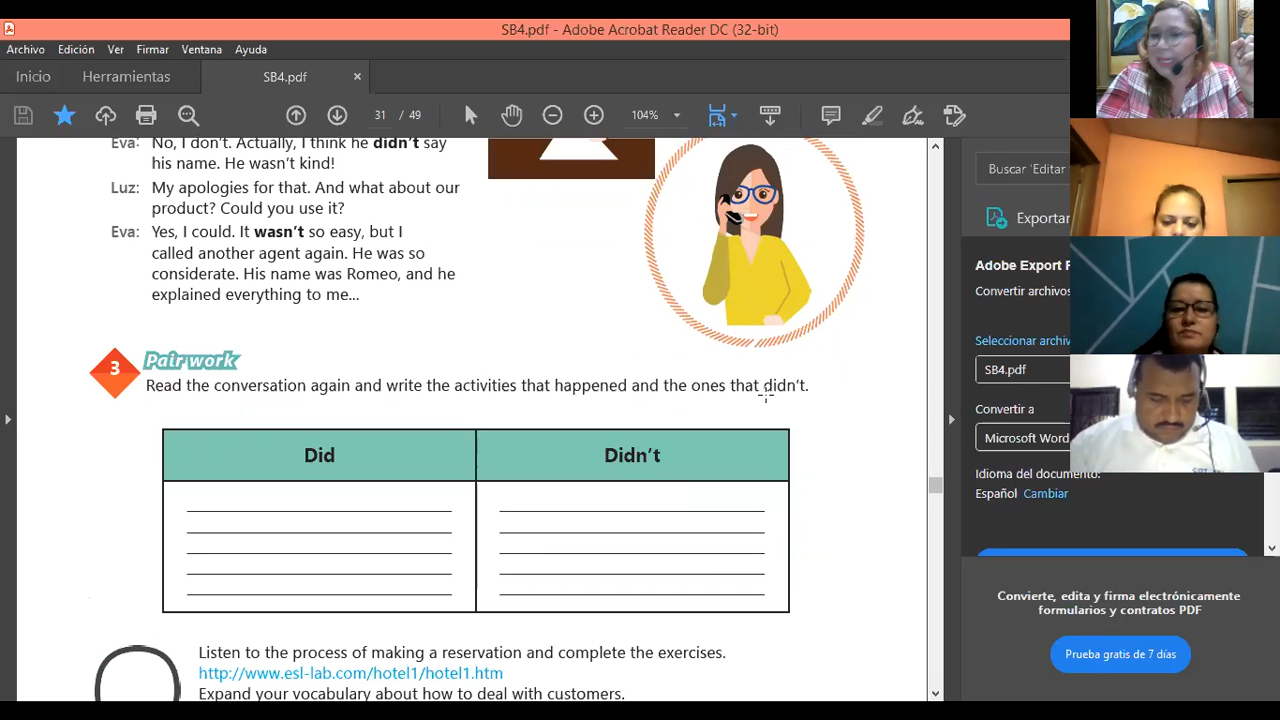 SB4.pdf - Adobe Acrobat Reader DC (32-bit)
Archivo Edición Ver Firmar Ventana Ayuda
Inicio Herramientas SB4.pdf ×
31 / 49 104%
Eva: No, I don't. Actually, I think he didn't say
his name. He wasn't kind!
Luz: My apologies for that. And what about our
product? Could you use it?
Eva: Yes, I could. It wasn't so easy, but I
called another agent again. He was so
considerate. His name was Romeo, and he
explained everything to me...
3 Pair work
Read the conversation again and write the activities that happened and the ones that didn't.
Did Didn't
Listen to the process of making a reservation and complete the exercises.
http://www.esl-lab.com/hotel1/hotel1.htm
Expand your vocabulary about how to deal with customers.
Buscar 'Editar
Exportar
Adobe Export
Convertir archivos
Seleccionar archiv
SB4.pdf
Convertir a
Microsoft Word
Idioma del documento:
Español Cambiar
Convierte, edita y firma electrónicamente
formularios y contratos PDF
Prueba gratis de 7 días